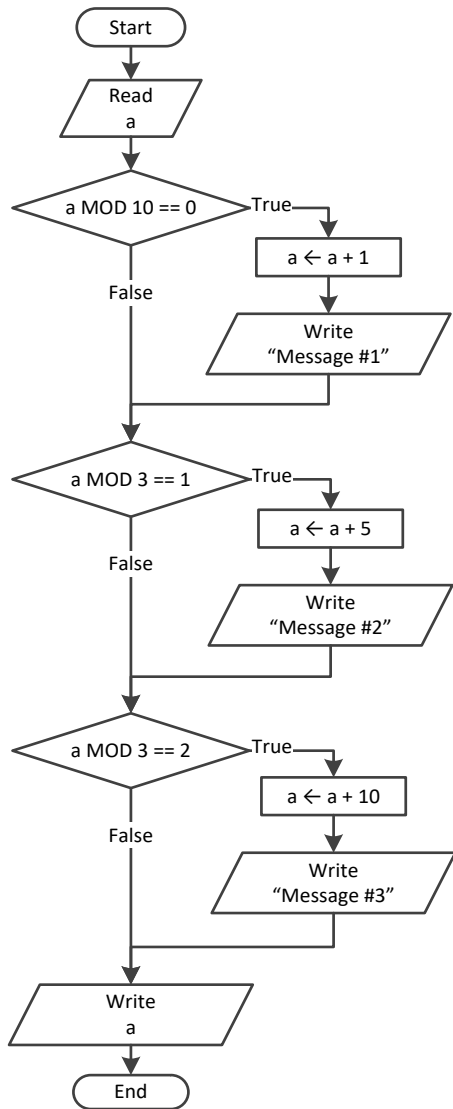 Start
Read
a
a MOD 10 == 0
True
a ← a + 1
False
Write
“Message #1”
a MOD 3 == 1
True
a ← a + 5
False
Write
“Message #2”
a MOD 3 == 2
True
a ← a + 10
False
Write
“Message #3”
Write
a
End